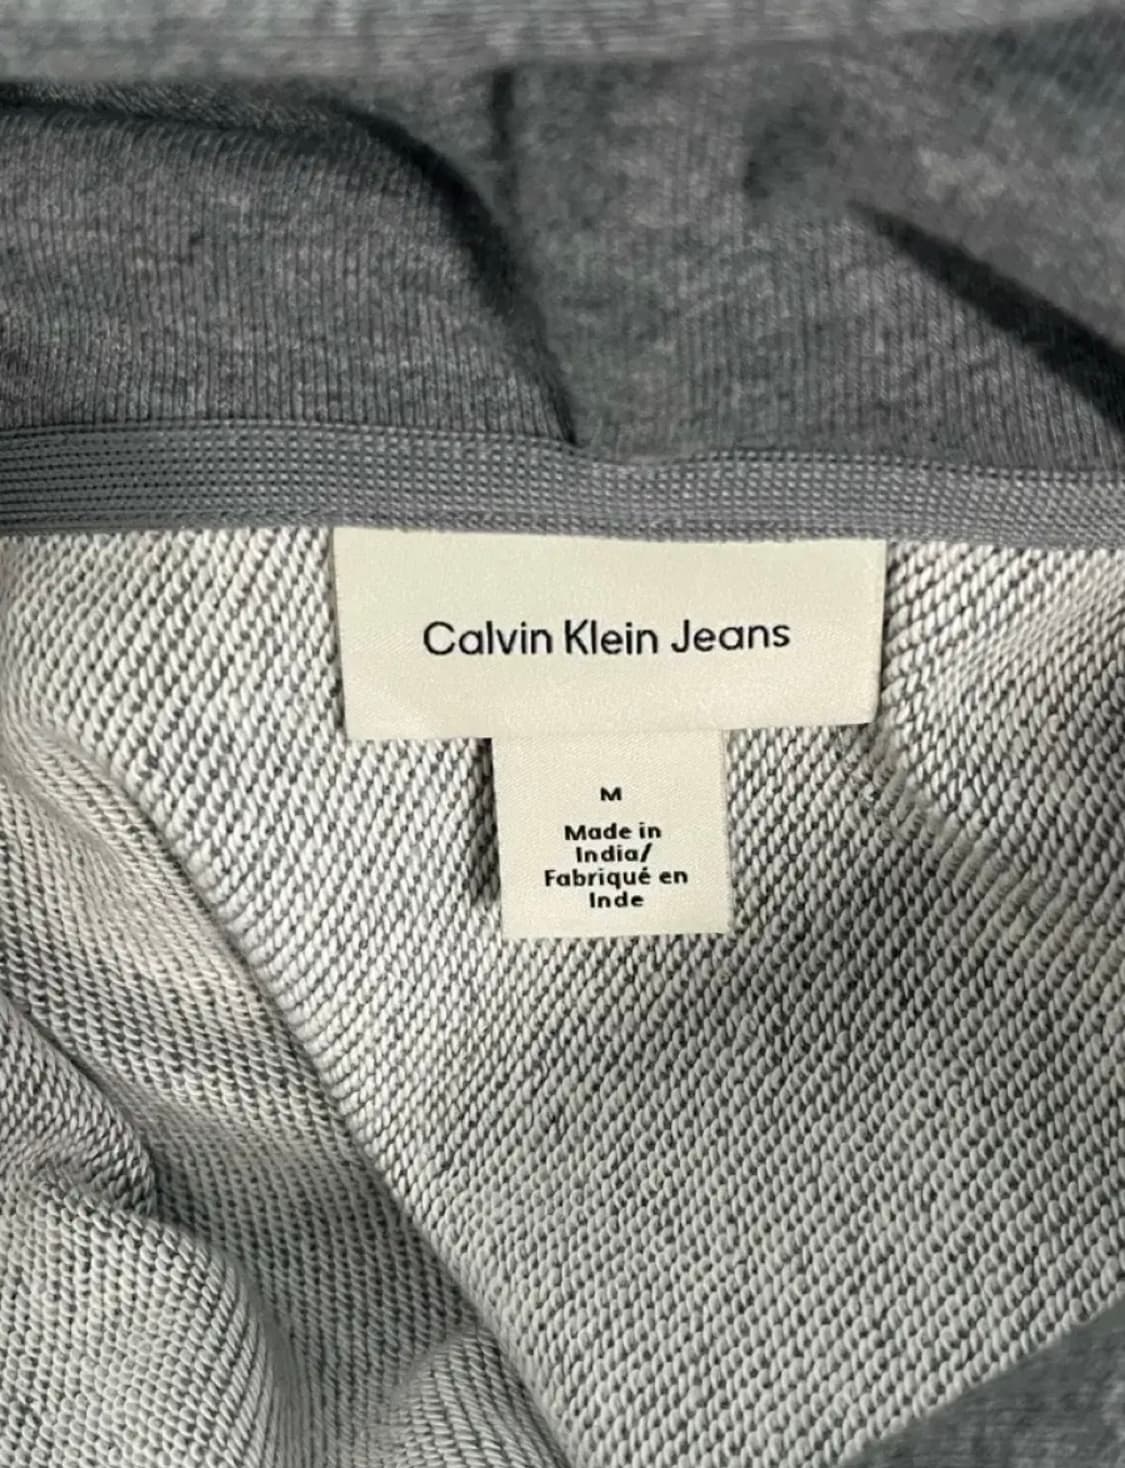 Calvin Klein Jeans
M
Made in
India/
Fabriqué en
Inde